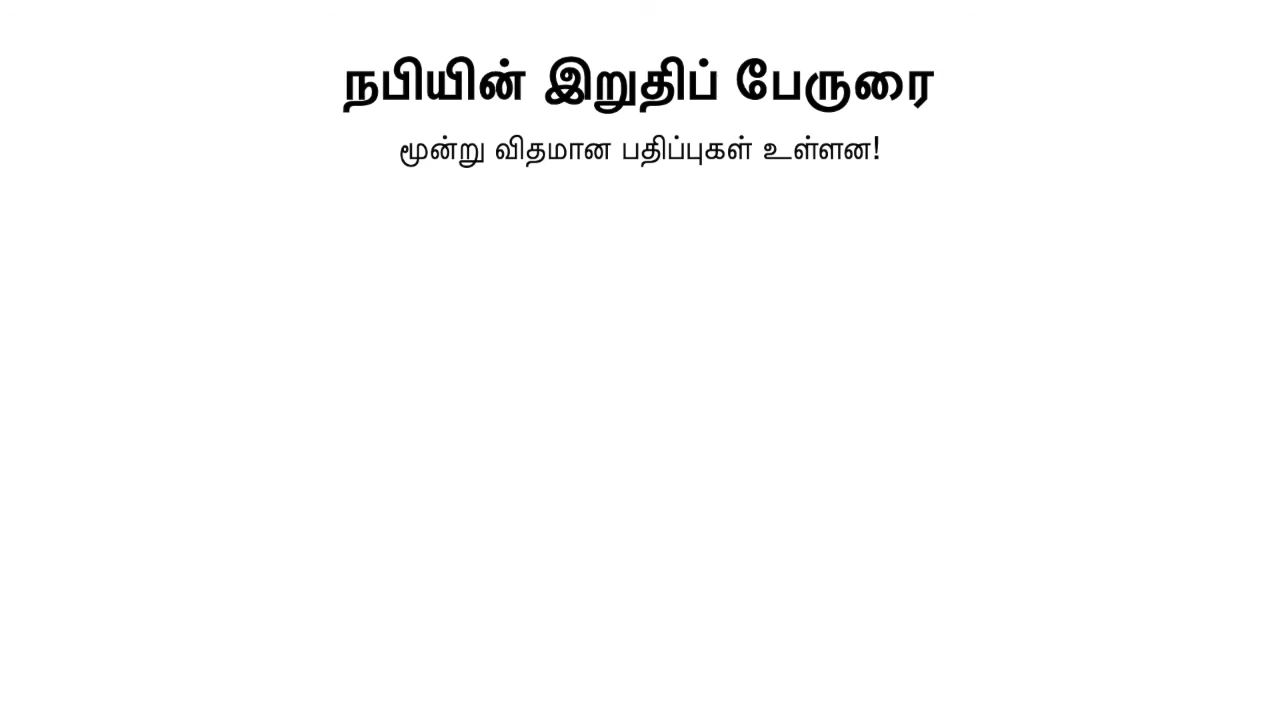 நபியின் இறுதிப் பேருரை
மூன்று விதமான பதிப்புகள் உள்ளன!